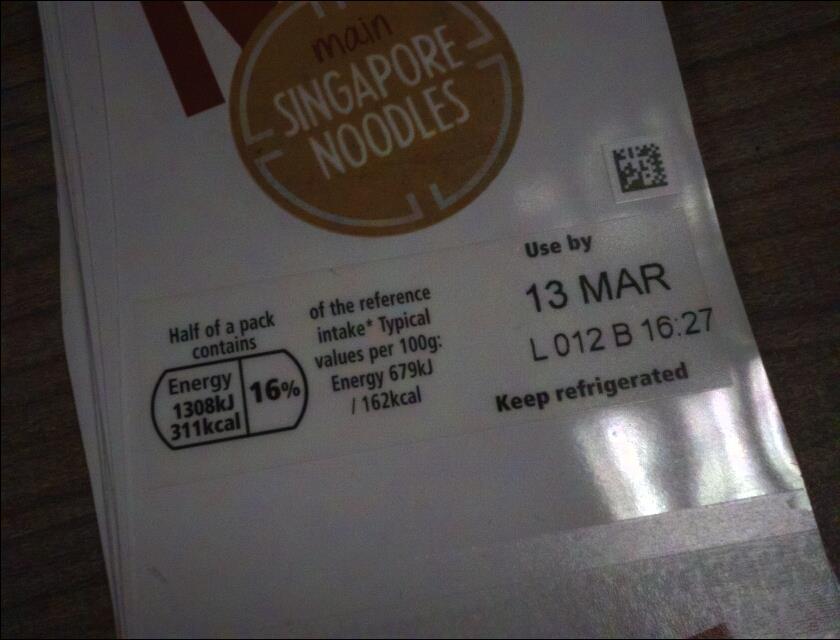 main
SINGAPORE
NOODLES
Use by
13 MAR
L 012 B 16:27
Keep refrigerated
Half of a pack
contains
Energy
1308kJ
311kcal
16%
of the reference
intake* Typical
values per 100g:
Energy 679kJ
/ 162kcal